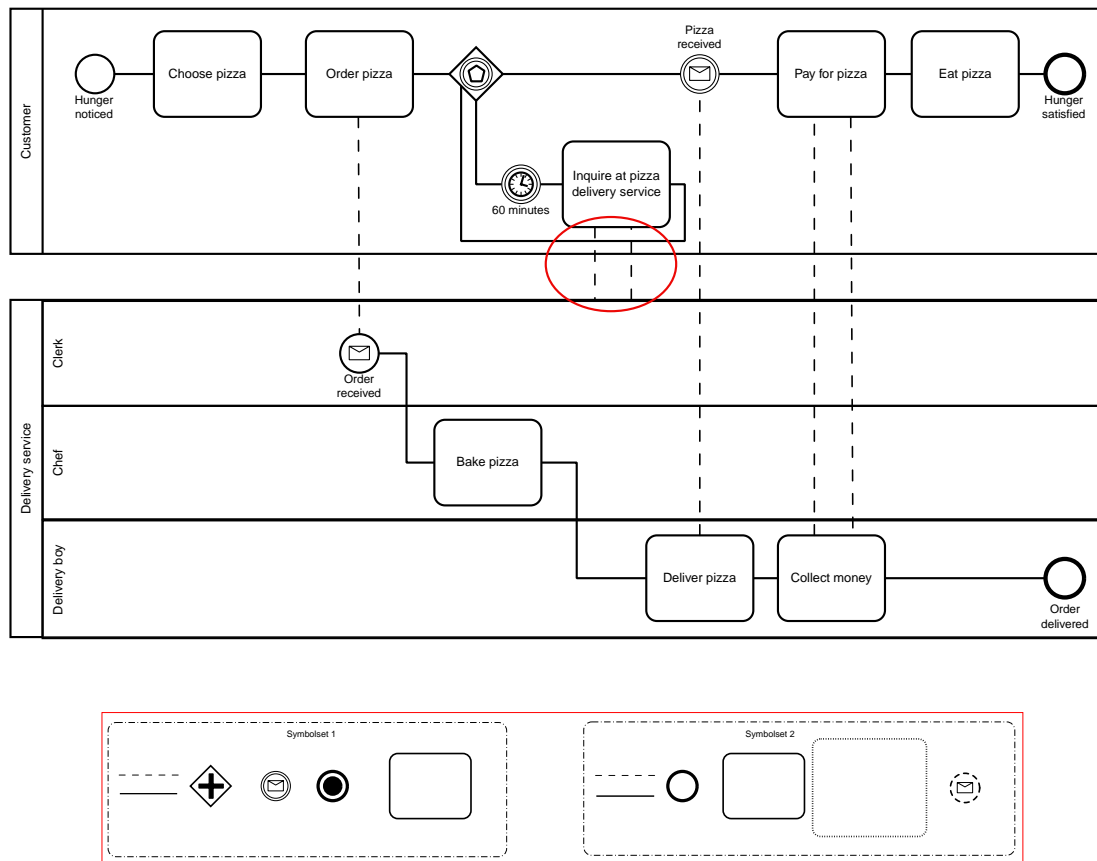 Customer
Hunger
noticed
Choose pizza
Order pizza
Pizza
received
Pay for pizza
Eat pizza
Hunger
satisfied
60 minutes
Inquire at pizza
delivery service
Delivery service
Clerk
Order
received
Chef
Bake pizza
Delivery boy
Deliver pizza
Collect money
Order
delivered
Symbolset 1
Symbolset 2